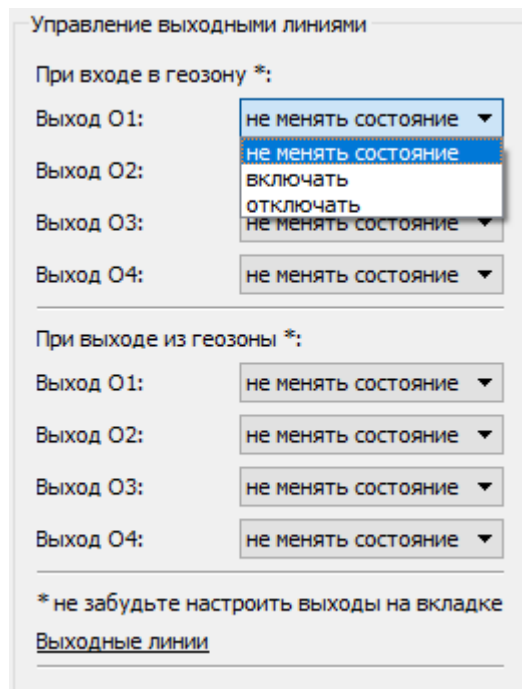 Управление выходными линиями
При входе в геозону *:
Выход O1: не менять состояние
не менять состояние
включать
отключать
Выход O2:
Выход O3: не менять состояние
Выход O4: не менять состояние
При выходе из геозоны *:
Выход O1: не менять состояние
Выход O2: не менять состояние
Выход O3: не менять состояние
Выход O4: не менять состояние
* не забудьте настроить выходы на вкладке
Выходные линии